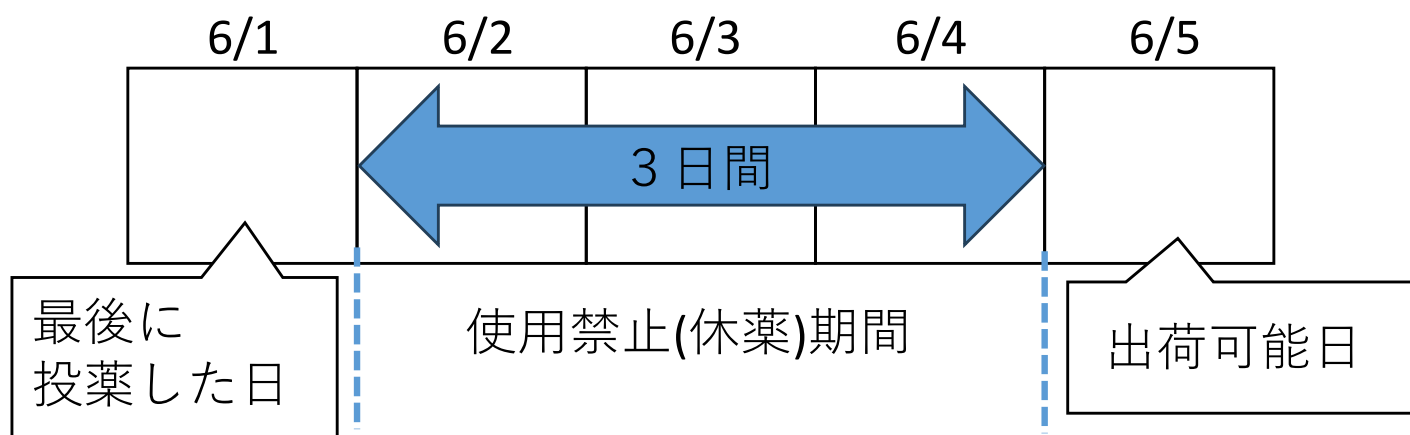 6/1 6/2 6/3 6/4 6/5
３日間
最後に
投薬した日
使用禁止(休薬)期間
出荷可能日